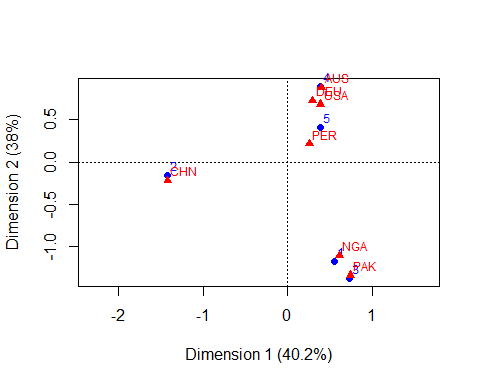 4
AUS
DEU
USA
5
PER
2
CHN
NGA
PAK
3
0.5
0.0
-0.5
-1.0
Dimension 2 (38%)
-2
-1
0
1
Dimension 1 (40.2%)